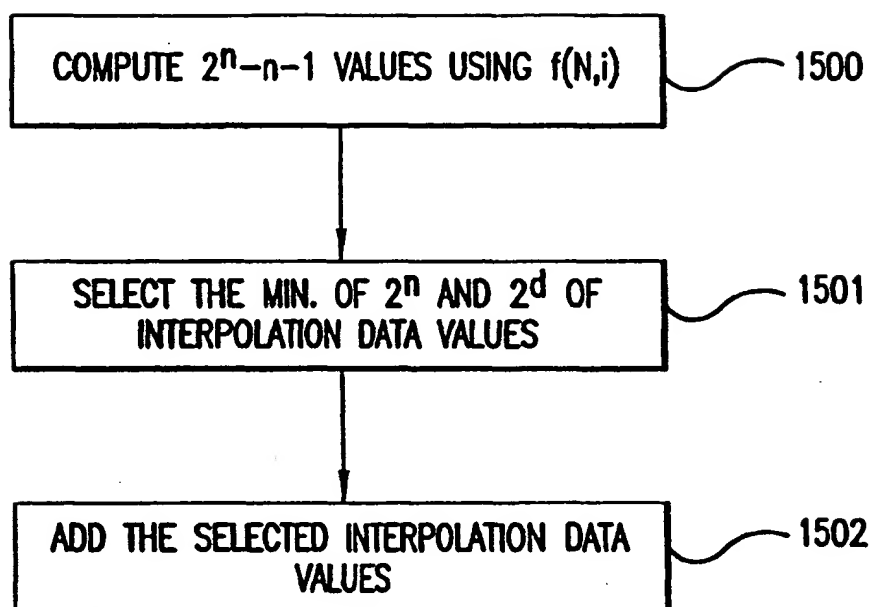 COMPUTE 2ⁿ-n-1 VALUES USING f(N,i)
1500
SELECT THE MIN. OF 2ⁿ AND 2ᵈ OF
INTERPOLATION DATA VALUES
1501
ADD THE SELECTED INTERPOLATION DATA
VALUES
1502